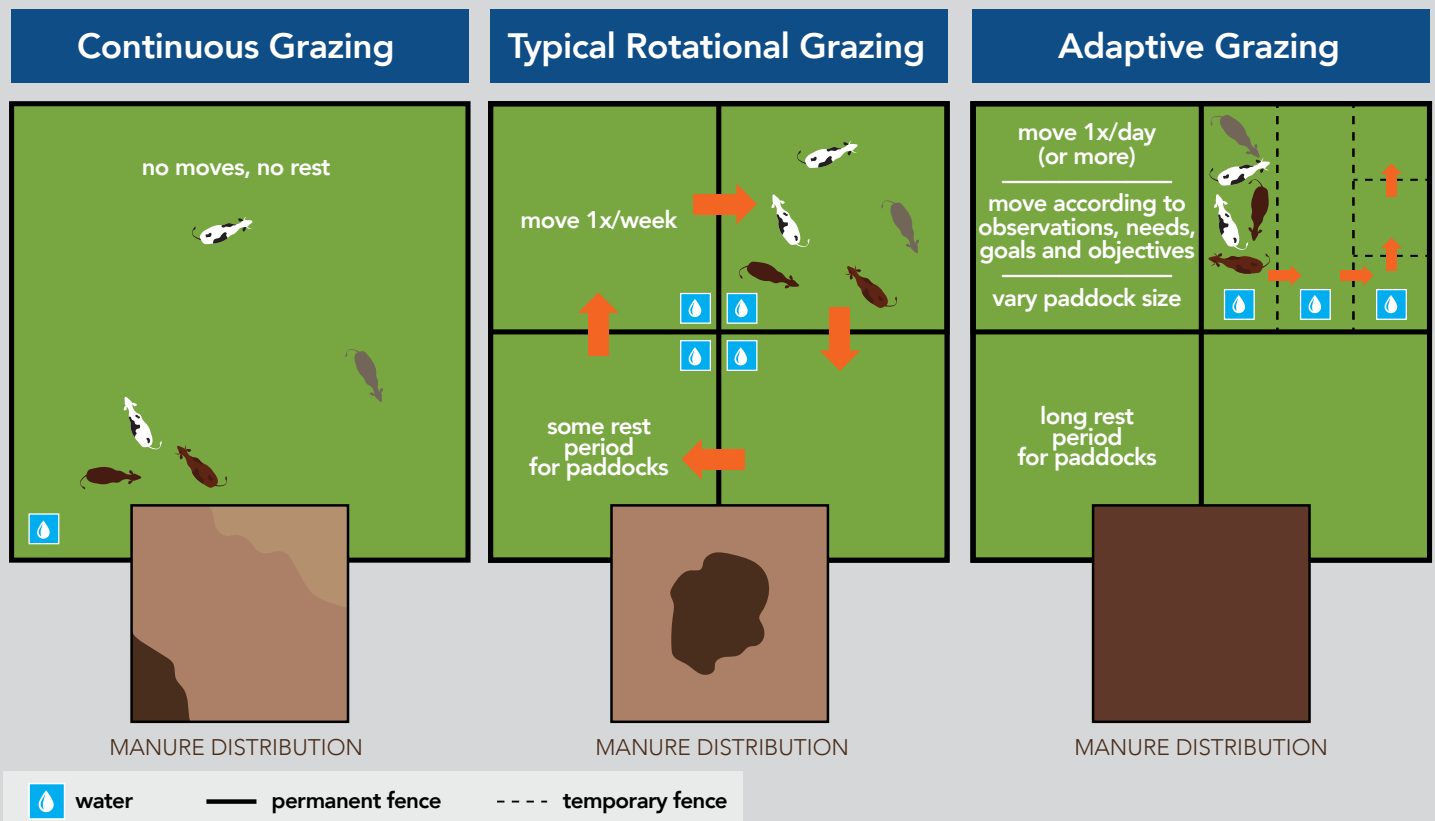 Continuous Grazing
no moves, no rest
MANURE DISTRIBUTION
Typical Rotational Grazing
move 1x/week
some rest
period
for paddocks
MANURE DISTRIBUTION
Adaptive Grazing
move 1x/day
(or more)
move according to
observations, needs,
goals and objectives
vary paddock size
long rest
period
for paddocks
MANURE DISTRIBUTION
water
permanent fence
temporary fence